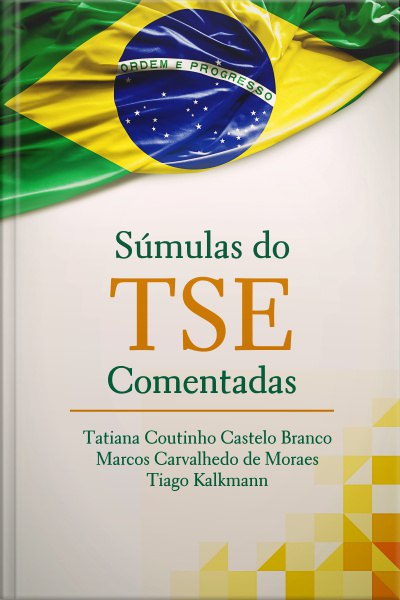 ORDEM E PROGRESSO
Súmulas do
TSE
Comentadas
Tatiana Coutinho Castelo Branco
Marcos Carvalhedo de Moraes
Tiago Kalkmann